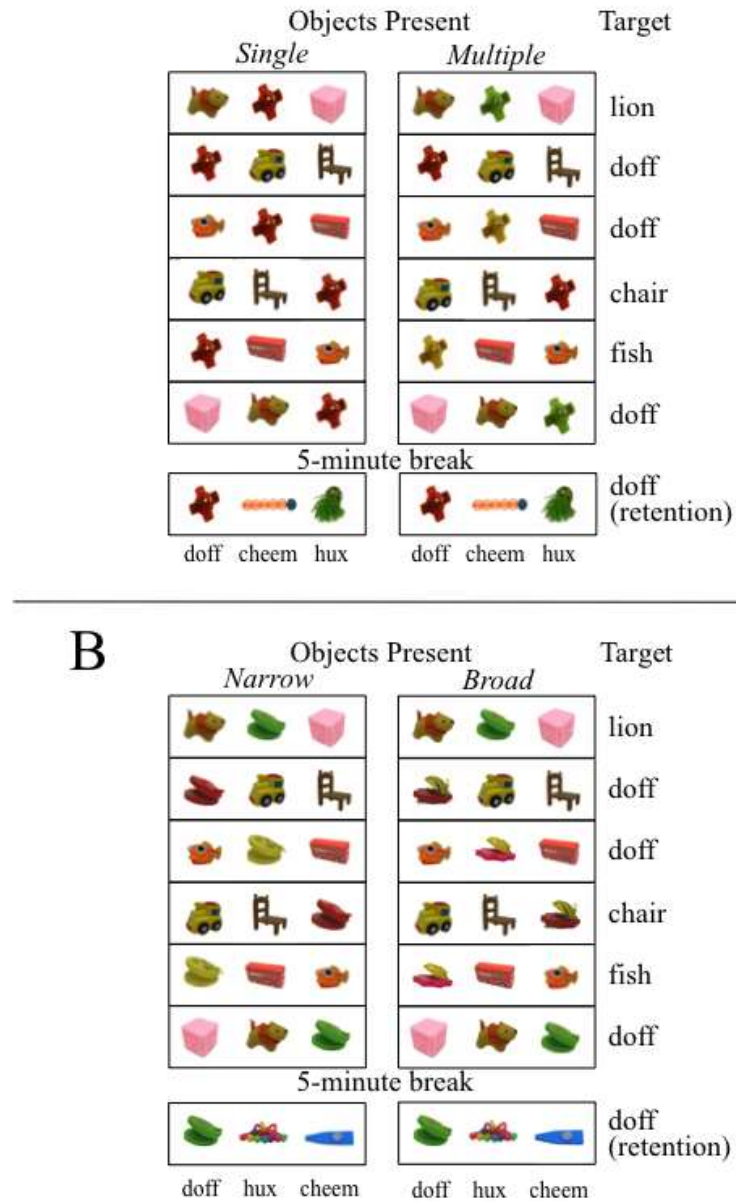 Objects Present Target
Single Multiple
lion
doff
doff
chair
fish
doff
5-minute break
doff
(retention)
doff cheem hux doff cheem hux
B
Objects Present Target
Narrow Broad
lion
doff
doff
chair
fish
doff
5-minute break
doff
(retention)
doff hux cheem doff hux cheem